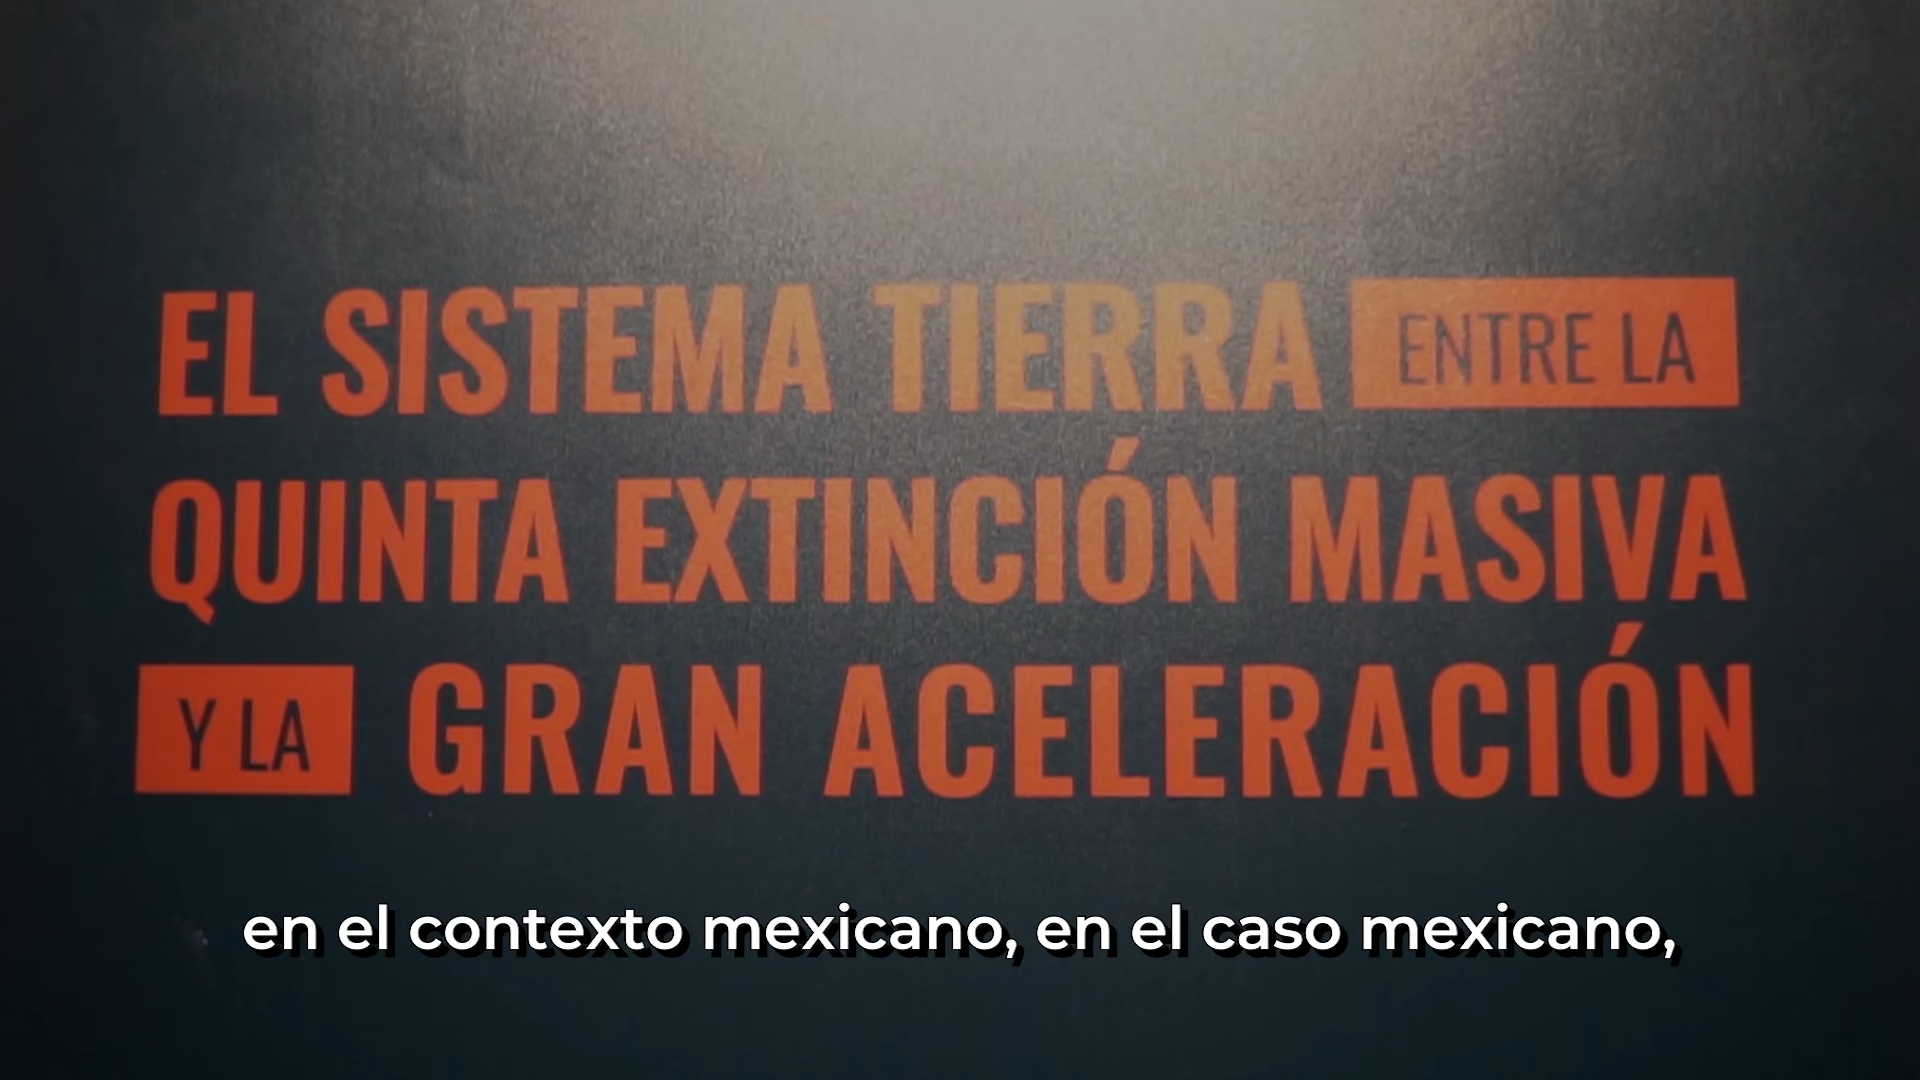 EL SISTEMA TIERRA ENTRE LA
QUINTA EXTINCIÓN MASIVA
Y LA GRAN ACELERACIÓN
en el contexto mexicano, en el caso mexicano,